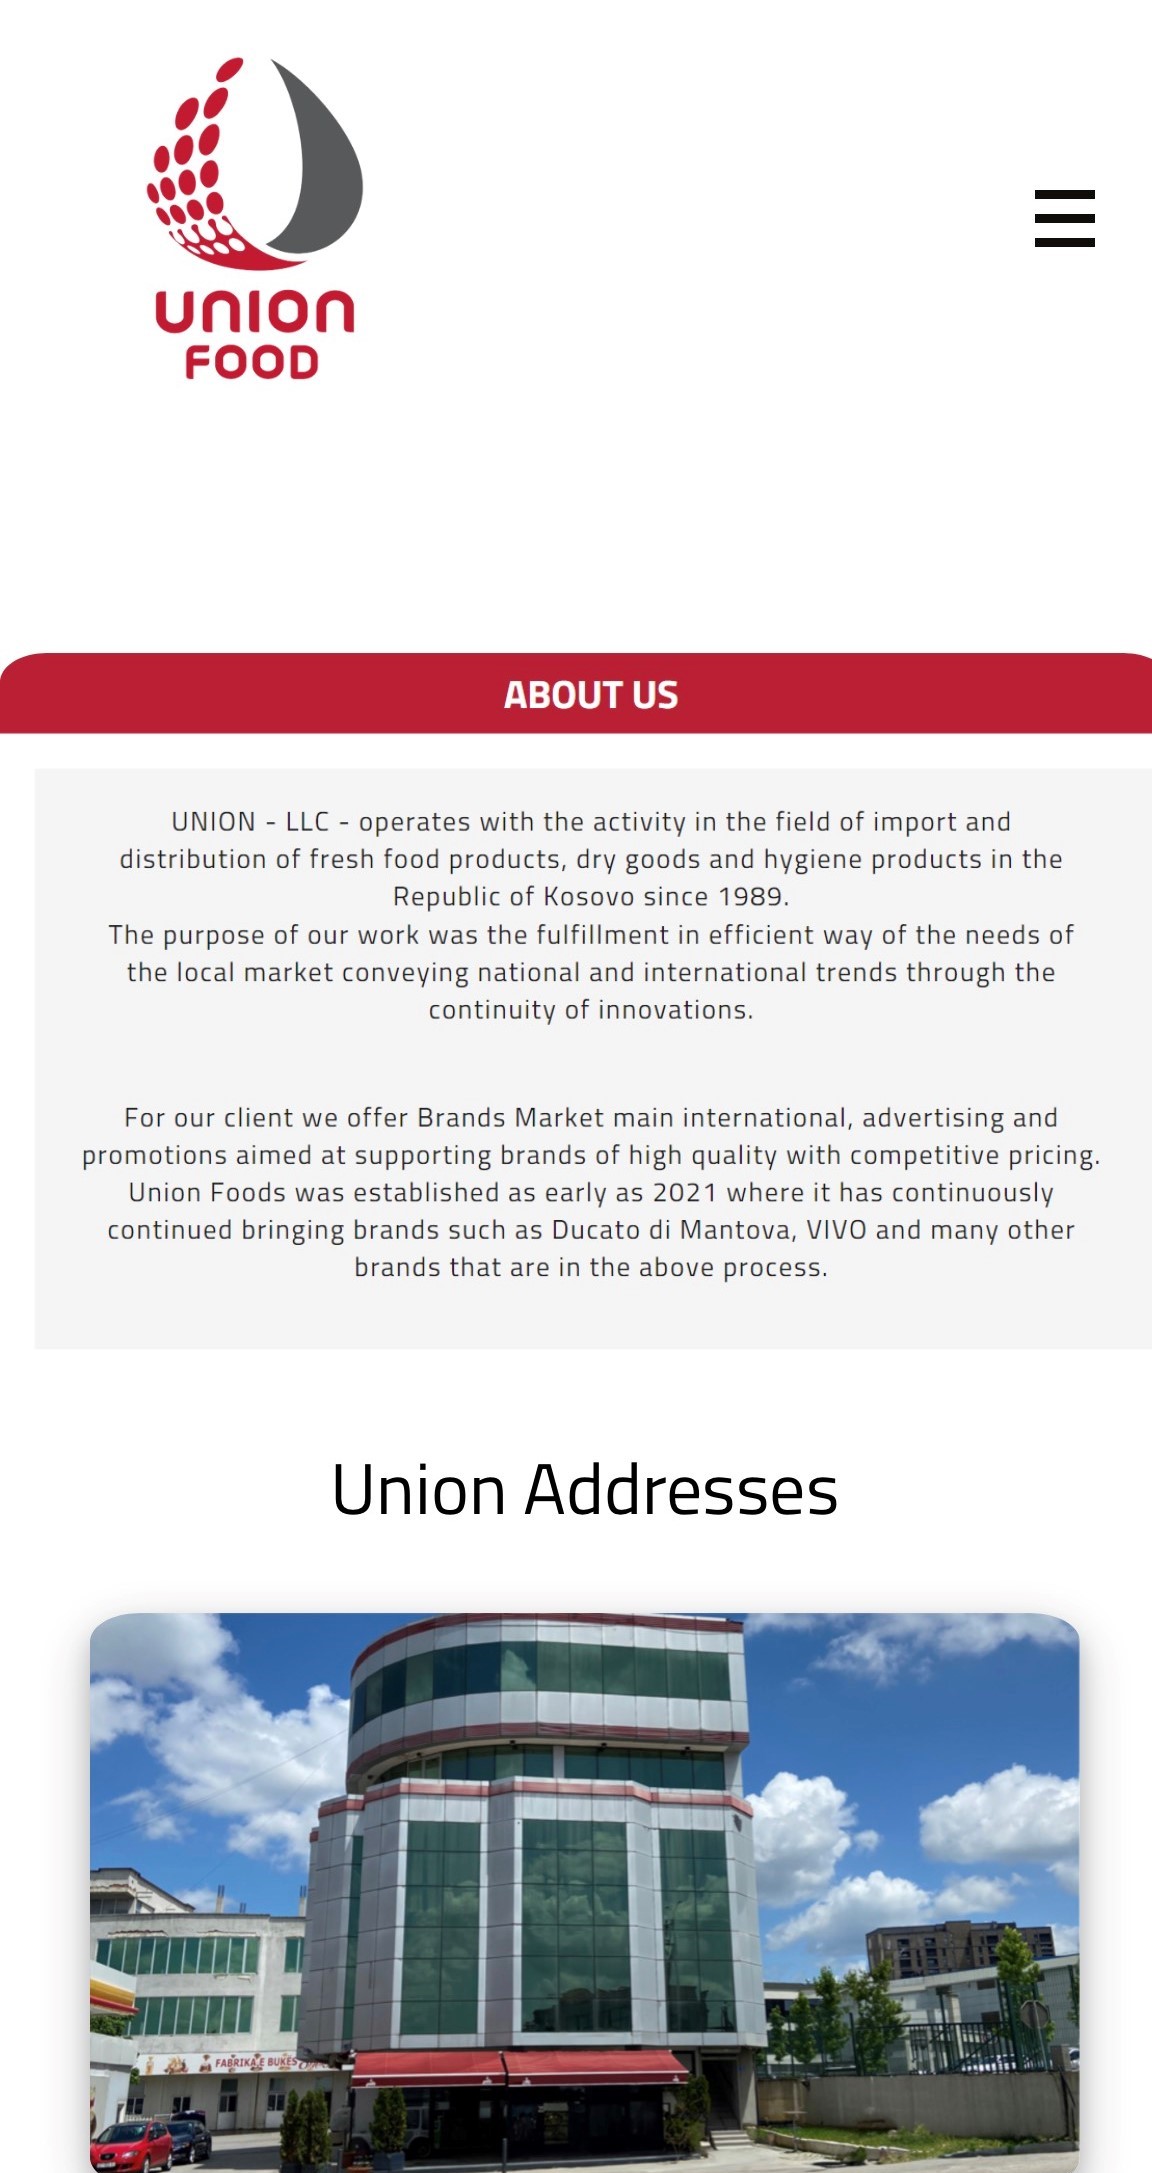 UNION
FOOD
ABOUT US
UNION - LLC - operates with the activity in the field of import and
distribution of fresh food products, dry goods and hygiene products in the
Republic of Kosovo since 1989.
The purpose of our work was the fulfillment in efficient way of the needs of
the local market conveying national and international trends through the
continuity of innovations.
For our client we offer Brands Market main international, advertising and
promotions aimed at supporting brands of high quality with competitive pricing.
Union Foods was established as early as 2021 where it has continuously
continued bringing brands such as Ducato di Mantova, VIVO and many other
brands that are in the above process.
Union Addresses
FABRIKA E BUKËS